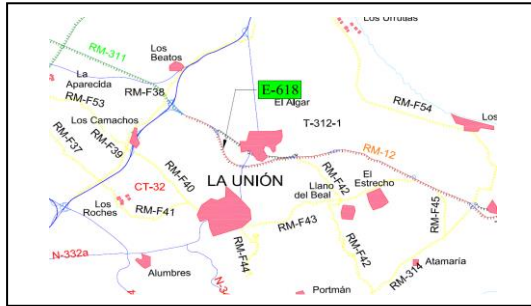 Los Urrutias
RM-311
Los
Beatos
La
Aparecida
RM-F38
E-618
RM-F53
El Algar
RM-F54
Los
T-312-1
Los Camachos
RM-F39
RM-F37
RM-12
CT-32
RM-F40
LA UNIÓN
RM-F42
El
Estrecho
Llano
del Beal
Los
Roches
RM-F41
RM-F43
RM-F45
N-332a
RM-F44
RM-F42
RM-314
Atamaría
Alumbres
N-3
Portmán